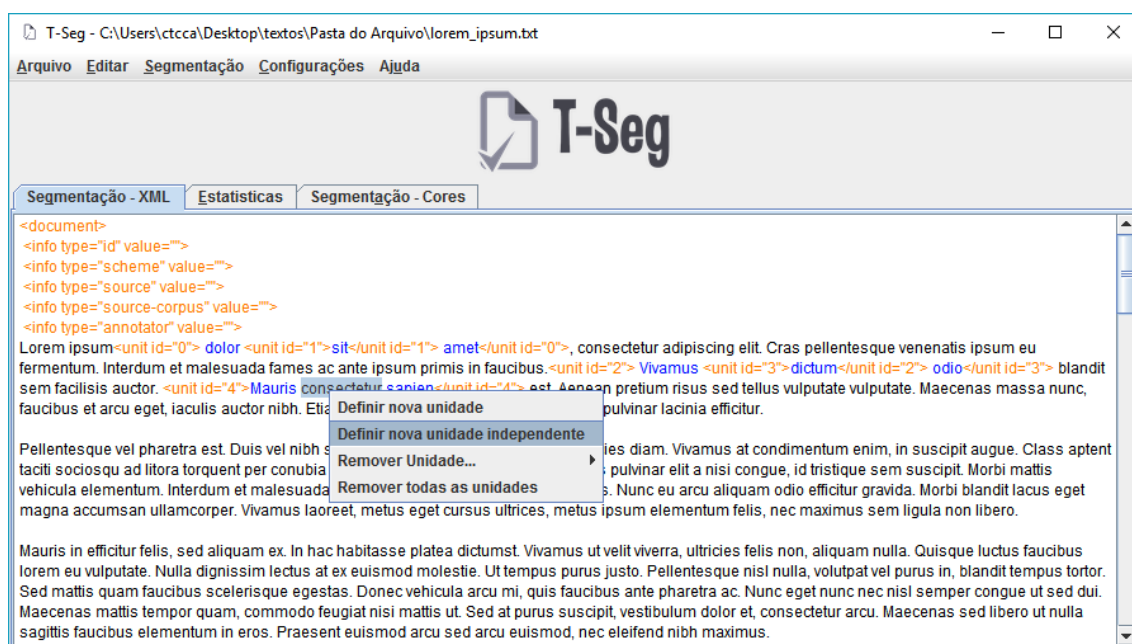 T-Seg - C:\Users\ctcca\Desktop\textos\Pasta do Arquivo\lorem_ipsum.txt
Arquivo Editar Segmentação Configurações Ajuda
T-Seg
Segmentação - XML Estatisticas Segmentação - Cores
<document>
<info type="id" value="">
<info type="scheme" value="">
<info type="source" value="">
<info type="source-corpus" value="">
<info type="annotator" value="">
Lorem ipsum<unit id="0"> dolor <unit id="1">sit</unit id="1"> amet</unit id="0">, consectetur adipiscing elit. Cras pellentesque venenatis ipsum eu
fermentum. Interdum et malesuada fames ac ante ipsum primis in faucibus.<unit id="2"> Vivamus <unit id="3">dictum</unit id="2"> odio</unit id="3"> blandit
sem facilisis auctor. <unit id="4">Mauris consectetur sapien</unit id="4"> est. Aenean pretium risus sed tellus vulputate vulputate. Maecenas massa nunc,
faucibus et arcu eget, iaculis auctor nibh. Etia pulvinar lacinia efficitur.
Definir nova unidade
Definir nova unidade independente
Remover Unidade...
Remover todas as unidades
Pellentesque vel pharetra est. Duis vel nibh s ies diam. Vivamus at condimentum enim, in suscipit augue. Class aptent
taciti sociosqu ad litora torquent per conubia pulvinar elit a nisi congue, id tristique sem suscipit. Morbi mattis
vehicula elementum. Interdum et malesuada s. Nunc eu arcu aliquam odio efficitur gravida. Morbi blandit lacus eget
magna accumsan ullamcorper. Vivamus laoreet, metus eget cursus ultrices, metus ipsum elementum felis, nec maximus sem ligula non libero.
Mauris in efficitur felis, sed aliquam ex. In hac habitasse platea dictumst. Vivamus ut velit viverra, ultricies felis non, aliquam nulla. Quisque luctus faucibus
lorem eu vulputate. Nulla dignissim lectus at ex euismod molestie. Ut tempus purus justo. Pellentesque nisl nulla, volutpat vel purus in, blandit tempus tortor.
Sed mattis quam faucibus scelerisque egestas. Donec vehicula arcu mi, quis faucibus ante pharetra ac. Nunc eget nunc nec nisl semper congue ut sed dui.
Maecenas mattis tempor quam, commodo feugiat nisi mattis ut. Sed at purus suscipit, vestibulum dolor et, consectetur arcu. Maecenas sed libero ut nulla
sagittis faucibus elementum in eros. Praesent euismod arcu sed arcu euismod, nec eleifend nibh maximus.